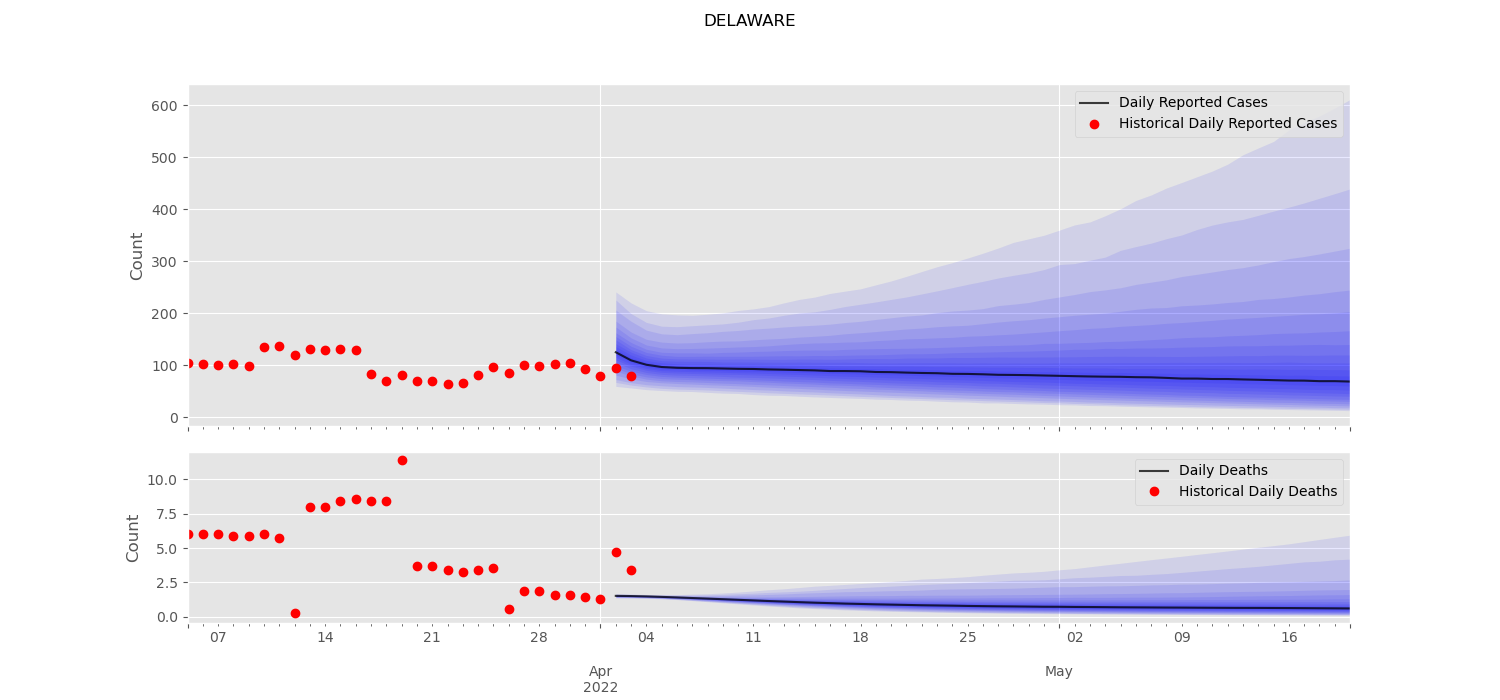 DELAWARE
Daily Reported Cases
Historical Daily Reported Cases
600
500
400
300
200
100
0
Count
Daily Deaths
Historical Daily Deaths
10.0
7.5
5.0
2.5
0.0
Count
07 14 21 28 04 11 18 25 02 09 16
Apr May
2022